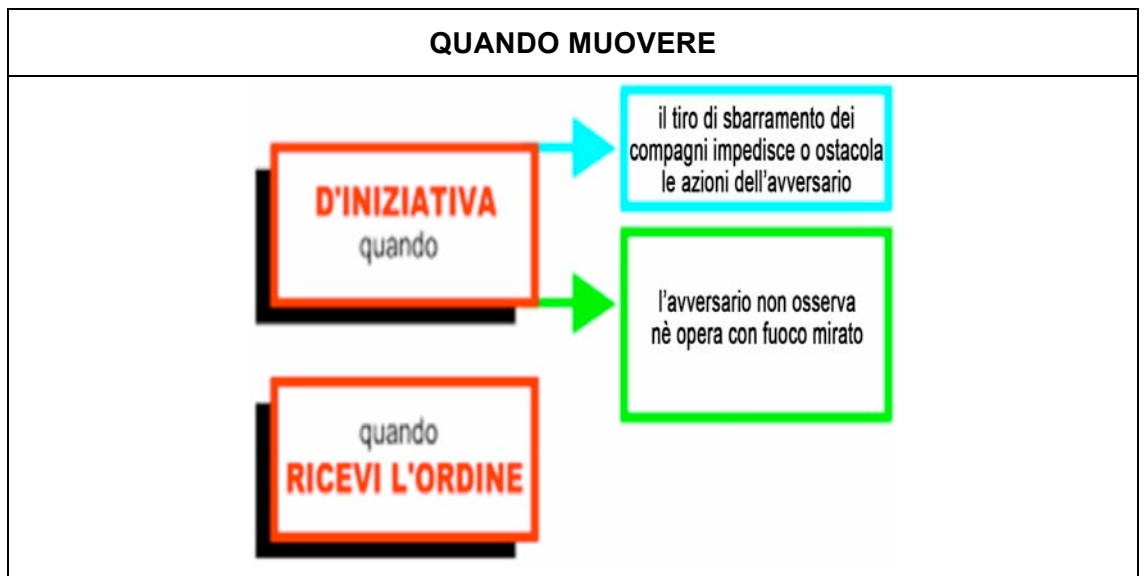 QUANDO MUOVERE
D'INIZIATIVA
quando
il tiro di sbarramento dei
compagni impedisce o ostacola
le azioni dell'avversario
l'avversario non osserva
nè opera con fuoco mirato
quando
RICEVI L'ORDINE